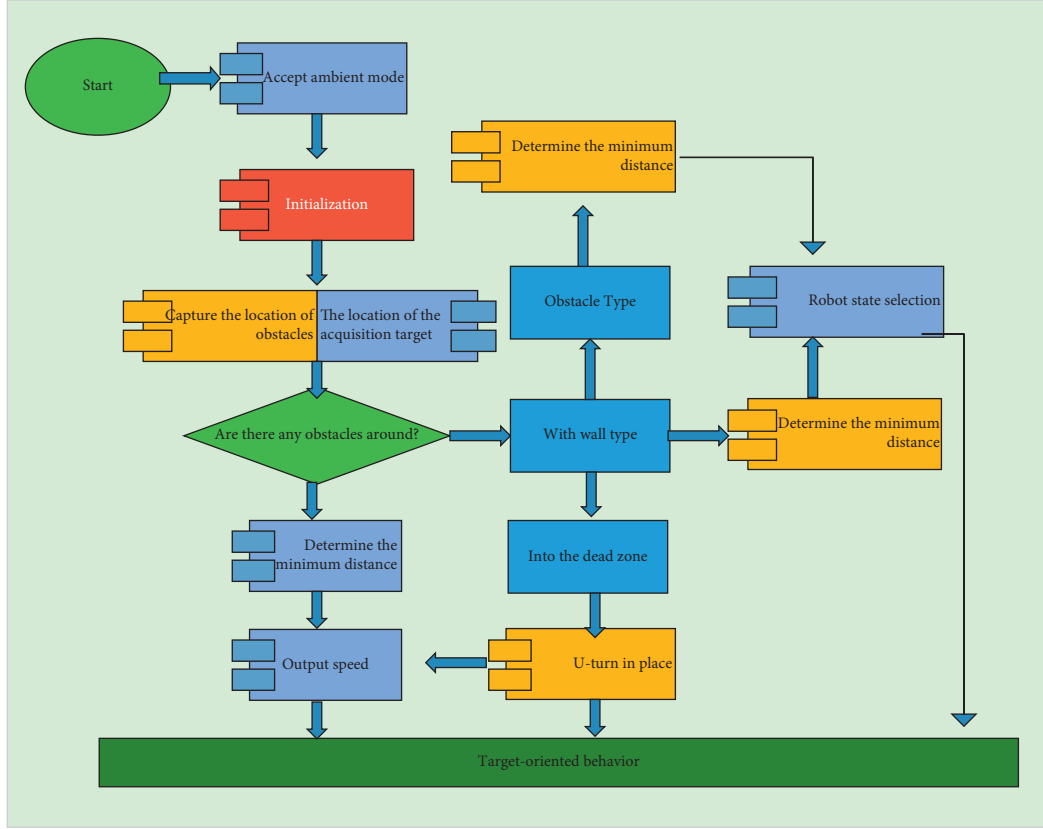 Start
Accept ambient mode
Determine the minimum
distance
Initialization
Obstacle Type
Robot state selection
Capture the location of
obstacles
The location of the
acquisition target
Are there any obstacles around?
With wall type
Determine the minimum
distance
Determine the
minimum distance
Into the dead zone
Output speed
U-turn in place
Target-oriented behavior